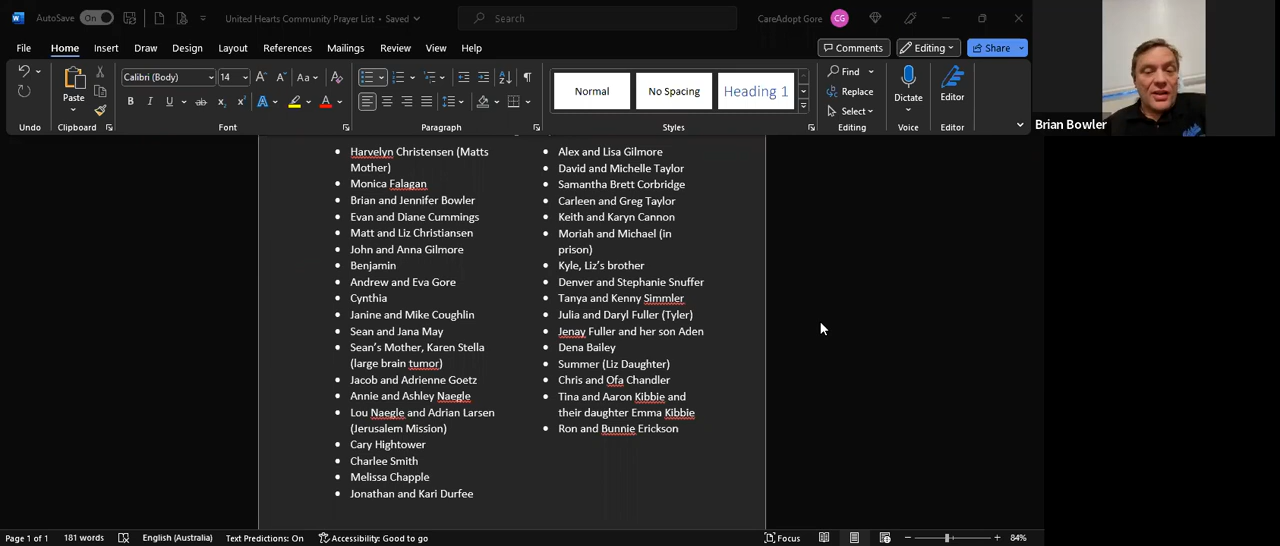 AutoSave On
United Hearts Community Prayer List • Saved
Search
CareAdopt Gore
CG
File Home Insert Draw Design Layout References Mailings Review View Help
Comments Editing Share
Paste
Calibri (Body) 14
Aa
B I U ab x₂ x² A A
Normal
No Spacing
Heading 1
Find
Replace
Select
Dictate
Editor
Undo Clipboard Font Paragraph Styles Editing Voice Editor
Brian Bowler
Harvelyn Christensen (Matts
Mother)
Monica Falagan
Brian and Jennifer Bowler
Evan and Diane Cummings
Matt and Liz Christiansen
John and Anna Gilmore
Benjamin
Andrew and Eva Gore
Cynthia
Janine and Mike Coughlin
Sean and Jana May
Sean’s Mother, Karen Stella
(large brain tumor)
Jacob and Adrienne Goetz
Annie and Ashley Naegle
Lou Naegle and Adrian Larsen
(Jerusalem Mission)
Cary Hightower
Charlee Smith
Melissa Chapple
Jonathan and Kari Durfee
Alex and Lisa Gilmore
David and Michelle Taylor
Samantha Brett Corbridge
Carleen and Greg Taylor
Keith and Karyn Cannon
Moriah and Michael (in
prison)
Kyle, Liz’s brother
Denver and Stephanie Snuffer
Tanya and Kenny Simmler
Julia and Daryl Fuller (Tyler)
Jenay Fuller and her son Aden
Dena Bailey
Summer (Liz Daughter)
Chris and Ofa Chandler
Tina and Aaron Kibbie and
their daughter Emma Kibbie
Ron and Bunnie Erickson
Page 1 of 1 181 words English (Australia) Text Predictions: On Accessibility: Good to go Focus 84%